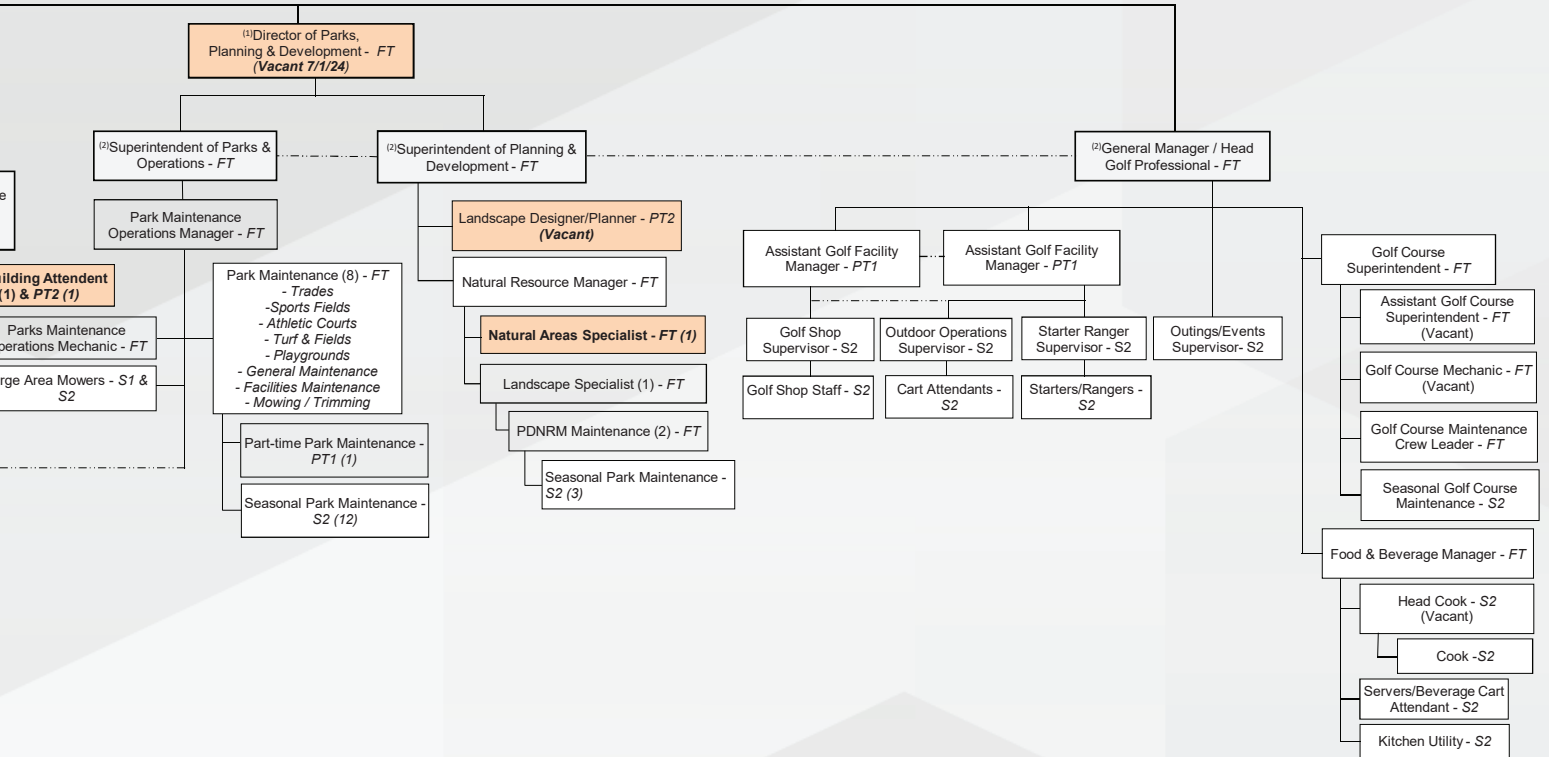 (1)Director of Parks,
Planning & Development - FT
(Vacant 7/1/24)
(2)Superintendent of Parks &
Operations - FT
(2)Superintendent of Planning &
Development - FT
(2)General Manager / Head
Golf Professional - FT
Park Maintenance
Operations Manager - FT
Attendent
(1) & PT2 (1)
Parks Maintenance
Mechanic - FT
Area Mowers - S1 &
S2
Park Maintenance (8) - FT
- Trades
-Sports Fields
- Athletic Courts
- Turf & Fields
- Playgrounds
- General Maintenance
- Facilities Maintenance
- Mowing / Trimming
Part-time Park Maintenance -
PT1 (1)
Seasonal Park Maintenance -
S2 (12)
Landscape Designer/Planner - PT2
(Vacant)
Natural Resource Manager - FT
Natural Areas Specialist - FT (1)
Landscape Specialist (1) - FT
PDNRM Maintenance (2) - FT
Seasonal Park Maintenance -
S2 (3)
Assistant Golf Facility
Manager - PT1
Assistant Golf Facility
Manager - PT1
Golf Shop
Supervisor - S2
Outdoor Operations
Supervisor - S2
Starter Ranger
Supervisor - S2
Outings/Events
Supervisor- S2
Golf Shop Staff - S2
Cart Attendants -
S2
Starters/Rangers -
S2
Golf Course
Superintendent - FT
Assistant Golf Course
Superintendent - FT
(Vacant)
Golf Course Mechanic - FT
(Vacant)
Golf Course Maintenance
Crew Leader - FT
Seasonal Golf Course
Maintenance - S2
Food & Beverage Manager - FT
Head Cook - S2
(Vacant)
Cook -S2
Servers/Beverage Cart
Attendant - S2
Kitchen Utility - S2